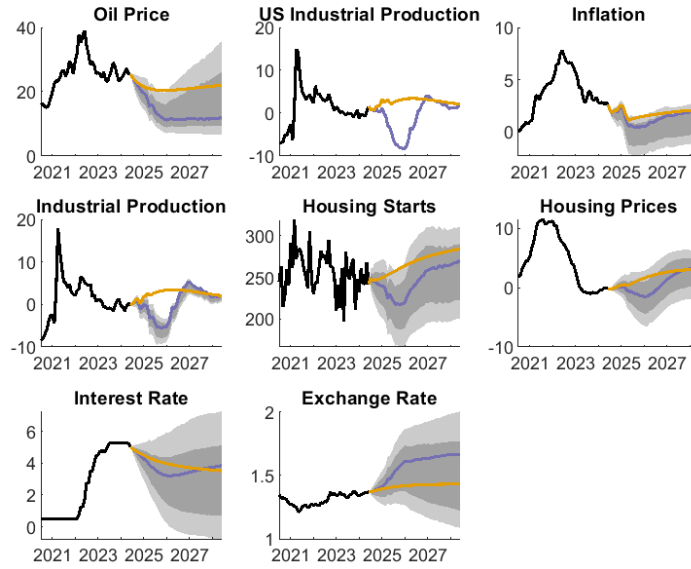 Oil Price
US Industrial Production
Inflation
40
20
0
2021 2023 2025 2027
20
10
0
-10
2021 2023 2025 2027
10
5
0
2021 2023 2025 2027
Industrial Production
Housing Starts
Housing Prices
20
10
0
-10
2021 2023 2025 2027
300
250
200
2021 2023 2025 2027
10
0
-10
2021 2023 2025 2027
Interest Rate
Exchange Rate
6
4
2
0
2021 2023 2025 2027
2
1.5
1
2021 2023 2025 2027